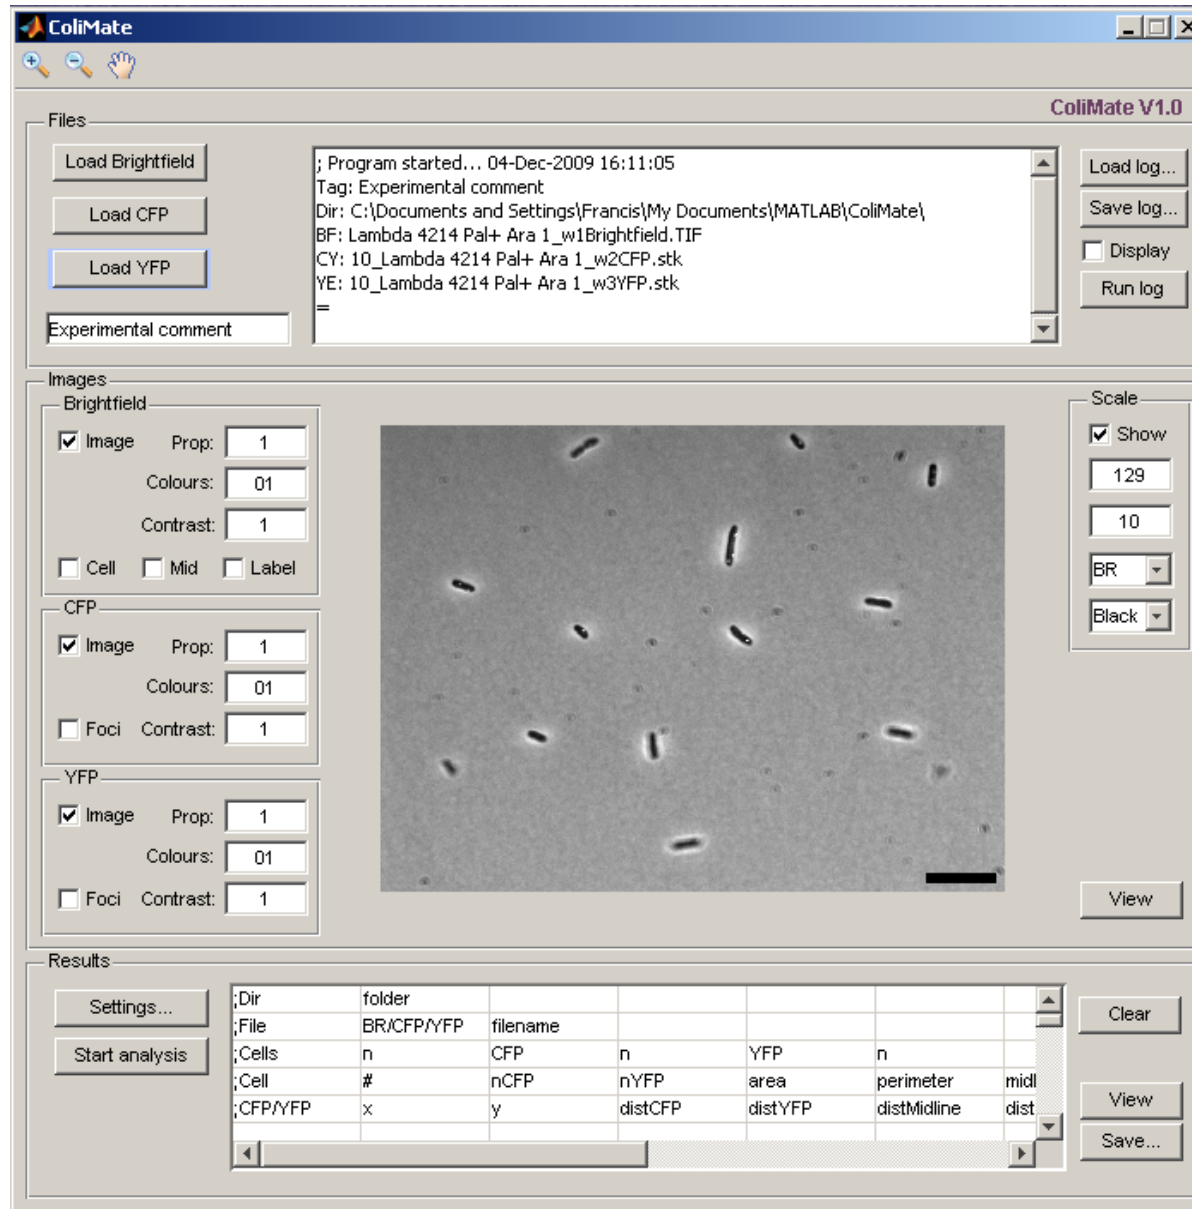 ColiMate
ColiMate V1.0
Files
Load Brightfield
Load CFP
Load YFP
Experimental comment
; Program started... 04-Dec-2009 16:11:05
Tag: Experimental comment
Dir: C:\Documents and Settings\Francis\My Documents\MATLAB\ColiMate\
BF: Lambda 4214 Pal+ Ara 1_w1Brightfield.TIF
CY: 10_Lambda 4214 Pal+ Ara 1_w2CFP.stk
YE: 10_Lambda 4214 Pal+ Ara 1_w3YFP.stk
=
Load log...
Save log...
Display
Run log
Images
Brightfield
Image Prop: 1
Colours: 01
Contrast: 1
Cell Mid Label
CFP
Image Prop: 1
Colours: 01
Foci Contrast: 1
YFP
Image Prop: 1
Colours: 01
Foci Contrast: 1
Scale
Show
129
10
BR
Black
View
Results
Settings...
Start analysis
;Dir folder
;File BR/CFP/YFP filename
;Cells n CFP n YFP n
;Cell # nCFP nYFP area perimeter midl
;CFP/YFP x y distCFP distYFP distMidline dist
Clear
View
Save...